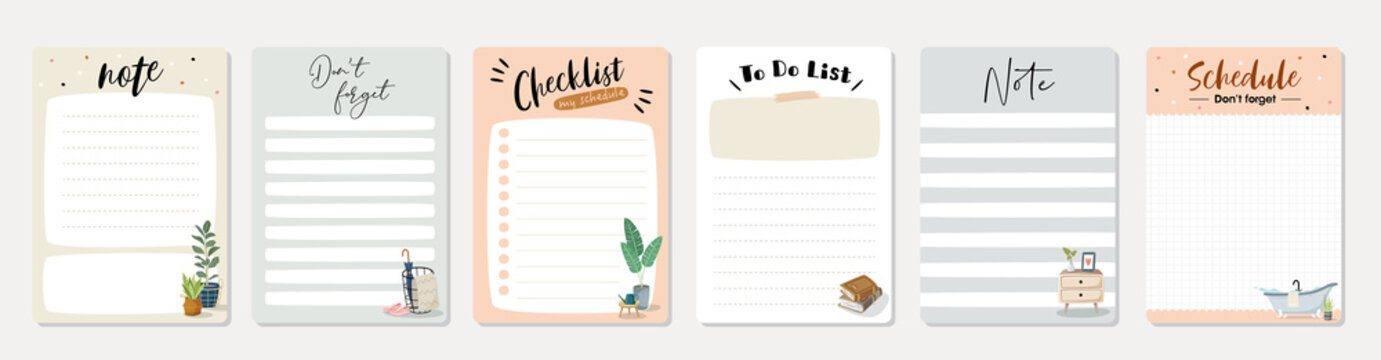 note
Don't
forget
Checklist
my schedule
To Do List
Note
Schedule
Don't forget